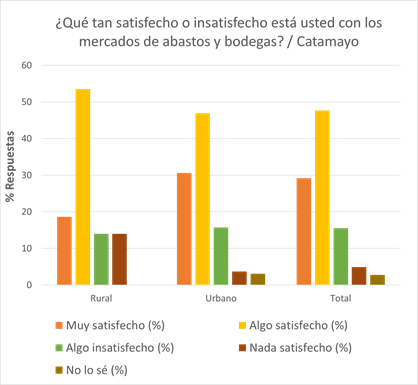 ¿Qué tan satisfecho o insatisfecho está usted con los
mercados de abastos y bodegas? / Catamayo
% Respuestas
60
50
40
30
20
10
0
Rural Urbano Total
Muy satisfecho (%) Algo satisfecho (%)
Algo insatisfecho (%) Nada satisfecho (%)
No lo sé (%)